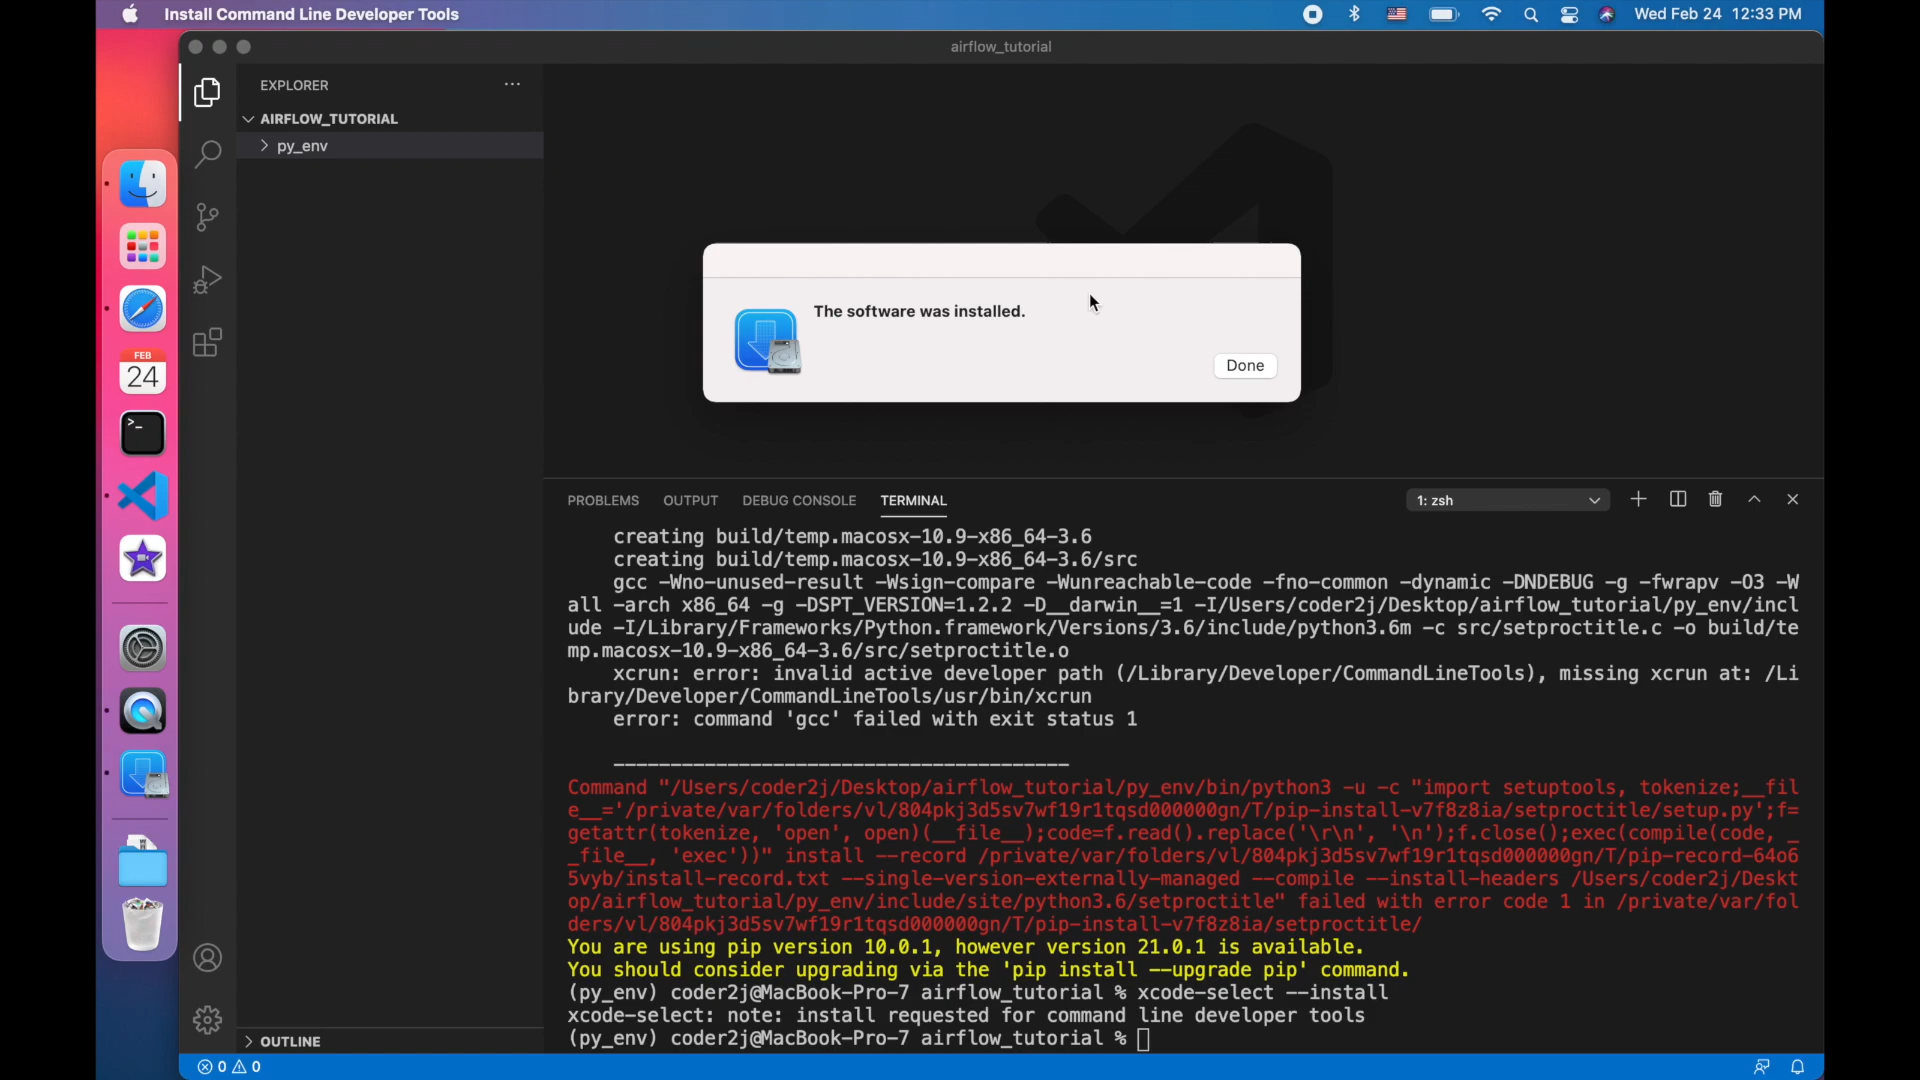 Install Command Line Developer Tools
Wed Feb 24 12:33 PM
airflow_tutorial
EXPLORER
AIRFLOW_TUTORIAL
py_env
FEB
24
The software was installed.
Done
PROBLEMS OUTPUT DEBUG CONSOLE TERMINAL
1: zsh
creating build/temp.macosx-10.9-x86_64-3.6
creating build/temp.macosx-10.9-x86_64-3.6/src
gcc -Wno-unused-result -Wsign-compare -Wunreachable-code -fno-common -dynamic -DNDEBUG -g -fwrapv -O3 -W
all -arch x86_64 -g -DSPT_VERSION=1.2.2 -D__darwin__=1 -I/Users/coder2j/Desktop/airflow_tutorial/py_env/incl
ude -I/Library/Frameworks/Python.framework/Versions/3.6/include/python3.6m -c src/setproctitle.c -o build/te
mp.macosx-10.9-x86_64-3.6/src/setproctitle.o
xcrun: error: invalid active developer path (/Library/Developer/CommandLineTools), missing xcrun at: /Li
brary/Developer/CommandLineTools/usr/bin/xcrun
error: command 'gcc' failed with exit status 1
----------------------------------------
Command "/Users/coder2j/Desktop/airflow_tutorial/py_env/bin/python3 -u -c "import setuptools, tokenize;__fil
e__='/private/var/folders/vl/804pkj3d5sv7wf19r1tqsd000000gn/T/pip-install-v7f8z8ia/setproctitle/setup.py';f=
getattr(tokenize, 'open', open)(__file__);code=f.read().replace('\r\n', '\n');f.close();exec(compile(code, _
_file__, 'exec'))" install --record /private/var/folders/vl/804pkj3d5sv7wf19r1tqsd000000gn/T/pip-record-64o6
5vyb/install-record.txt --single-version-externally-managed --compile --install-headers /Users/coder2j/Deskt
op/airflow_tutorial/py_env/include/site/python3.6/setproctitle" failed with error code 1 in /private/var/fol
ders/vl/804pkj3d5sv7wf19r1tqsd000000gn/T/pip-install-v7f8z8ia/setproctitle/
You are using pip version 10.0.1, however version 21.0.1 is available.
You should consider upgrading via the 'pip install --upgrade pip' command.
(py_env) coder2j@MacBook-Pro-7 airflow_tutorial % xcode-select --install
xcode-select: note: install requested for command line developer tools
(py_env) coder2j@MacBook-Pro-7 airflow_tutorial %
OUTLINE
0 0